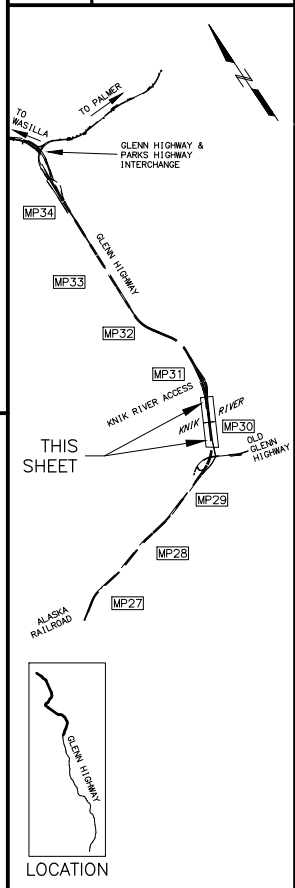 N
TO
WASILLA
TO PALMER
GLENN HIGHWAY &
PARKS HIGHWAY
INTERCHANGE
MP34
GLENN HIGHWAY
MP33
MP32
MP31
KNIK RIVER ACCESS
KNIK RIVER
MP30
THIS
SHEET
OLD
GLENN
HIGHWAY
MP29
MP28
MP27
ALASKA
RAILROAD
GLENN HIGHWAY
LOCATION